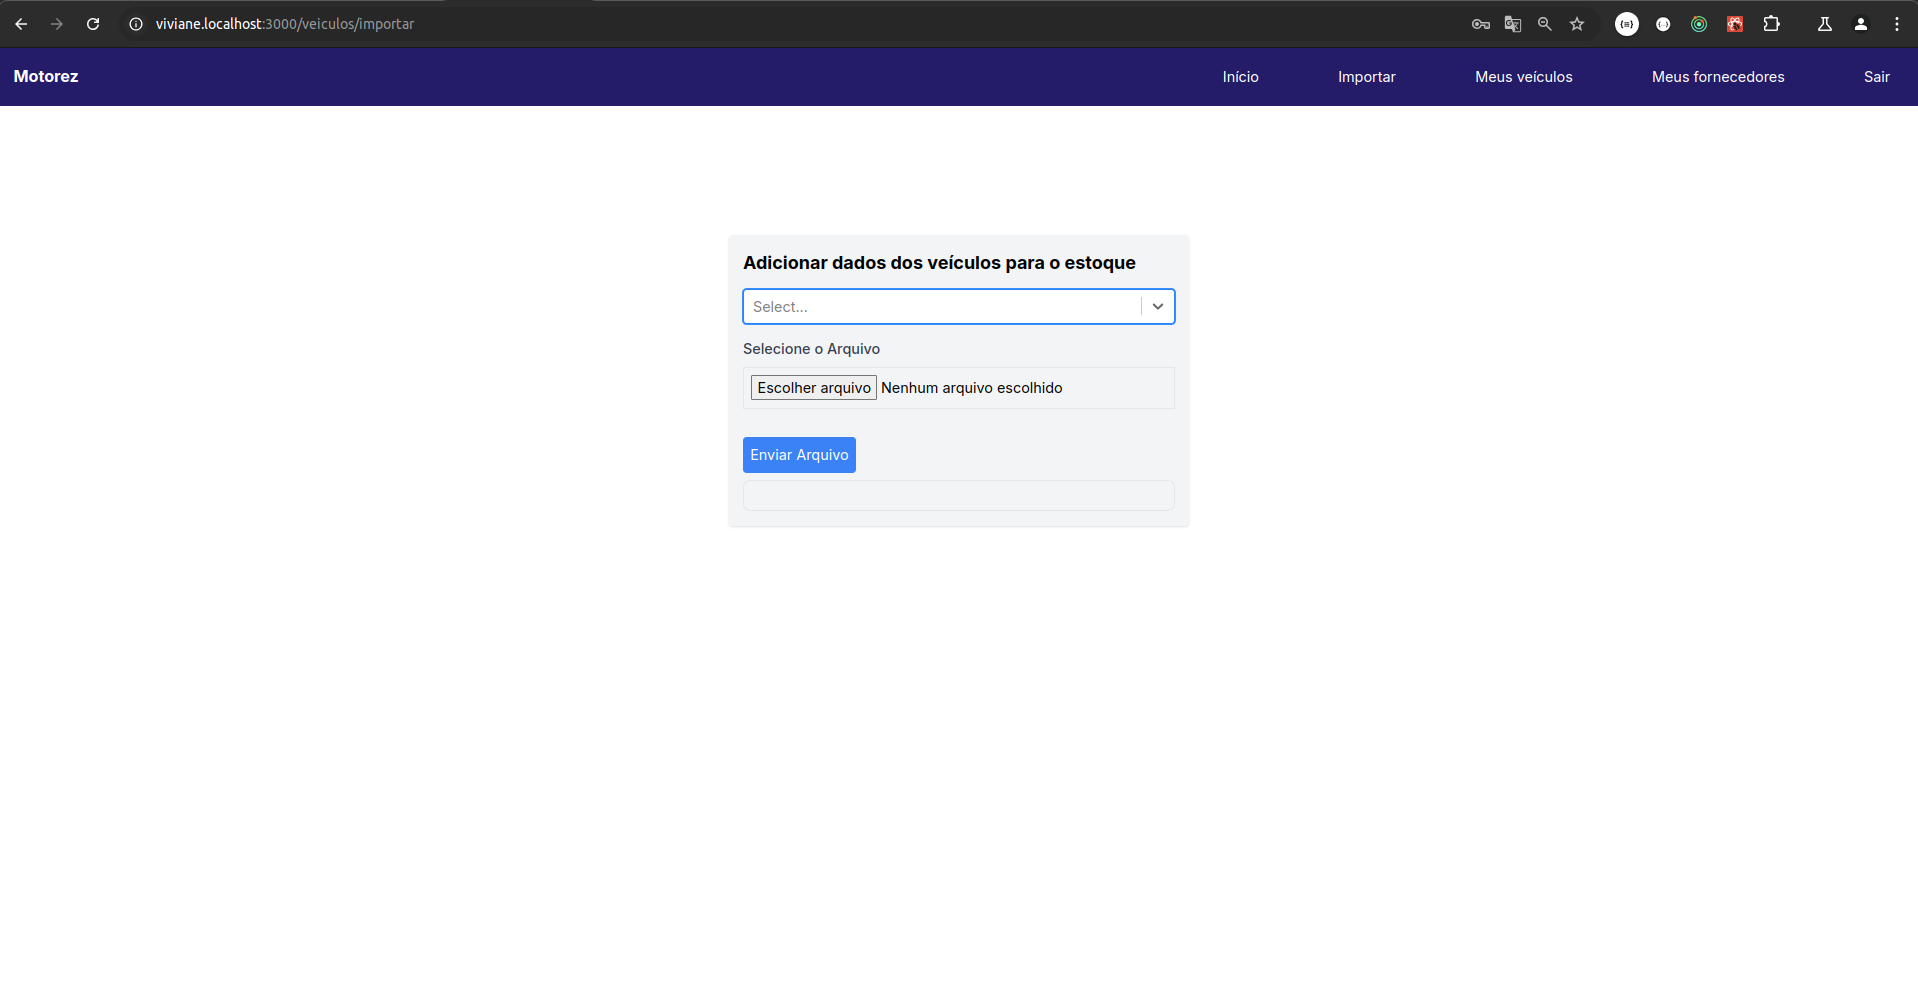 viviane.localhost:3000/veiculos/importar
Motorez
Início Importar Meus veículos Meus fornecedores Sair
Adicionar dados dos veículos para o estoque
Select...
Selecione o Arquivo
Escolher arquivo Nenhum arquivo escolhido
Enviar Arquivo